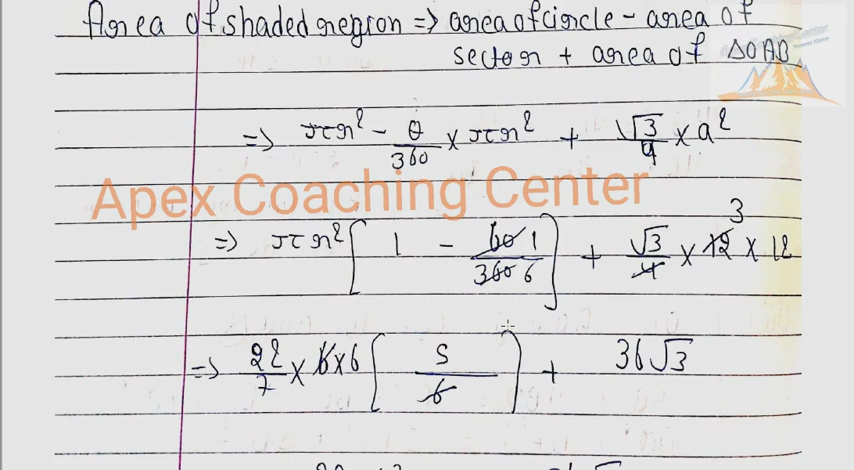 Area of shaded region => area of circle - area of
sector + area of ΔOAB
=> πr² - θ/360 × πr² + √3/4 × a²
Apex Coaching Center
3
=> πr² [ 1 - 60 1/360 6 ] + √3/4 × 12 × 12
=> 22/7 × 6×6 [ 5/6 ] + 36√3